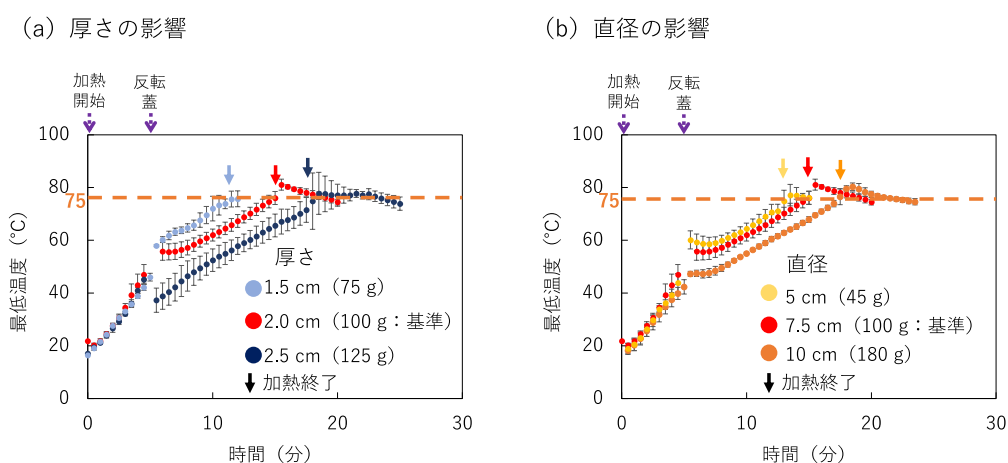 (a) 厚さの影響
加熱
開始
反転
蓋
100
80
75
60
40
20
0
最低温度 (℃)
0
10
20
30
時間（分）
厚さ
1.5 cm（75 g）
2.0 cm（100 g：基準）
2.5 cm（125 g）
加熱終了
(b) 直径の影響
加熱
開始
反転
蓋
100
80
75
60
40
20
0
最低温度 (℃)
0
10
20
30
時間（分）
直径
5 cm（45 g）
7.5 cm（100 g：基準）
10 cm（180 g）
加熱終了